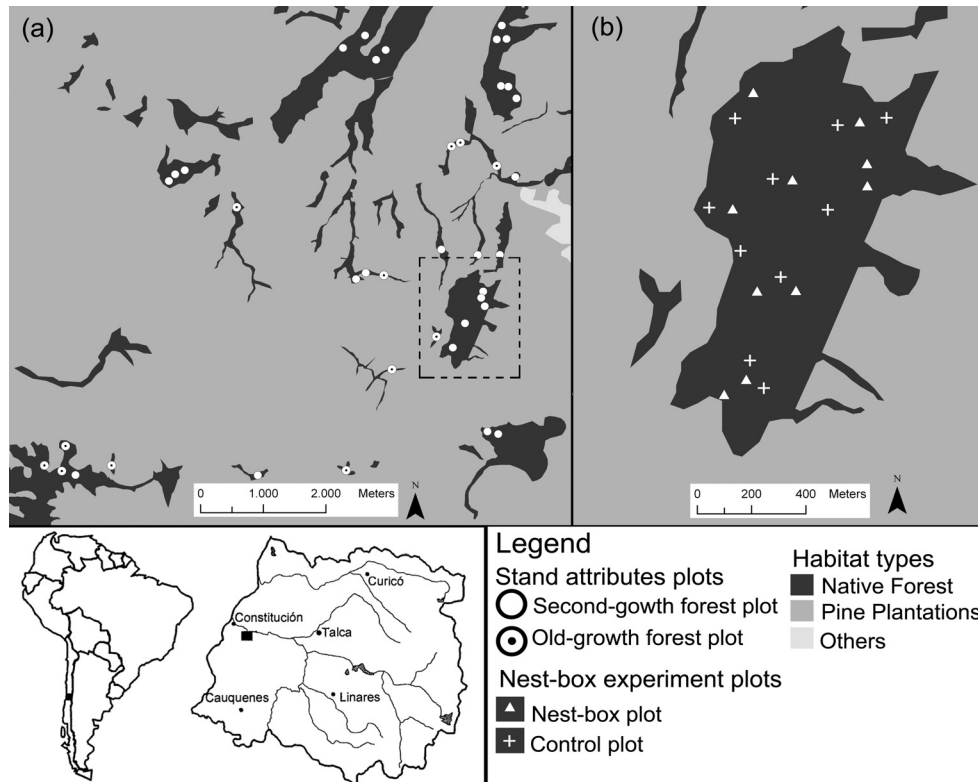 (a)
N
0 1.000 2.000 Meters
(b)
N
0 200 400 Meters
Curicó
Constitución
Talca
Cauquenes
Linares
Legend
Stand attributes plots
Second-gowth forest plot
Old-growth forest plot
Nest-box experiment plots
Nest-box plot
Control plot
Habitat types
Native Forest
Pine Plantations
Others